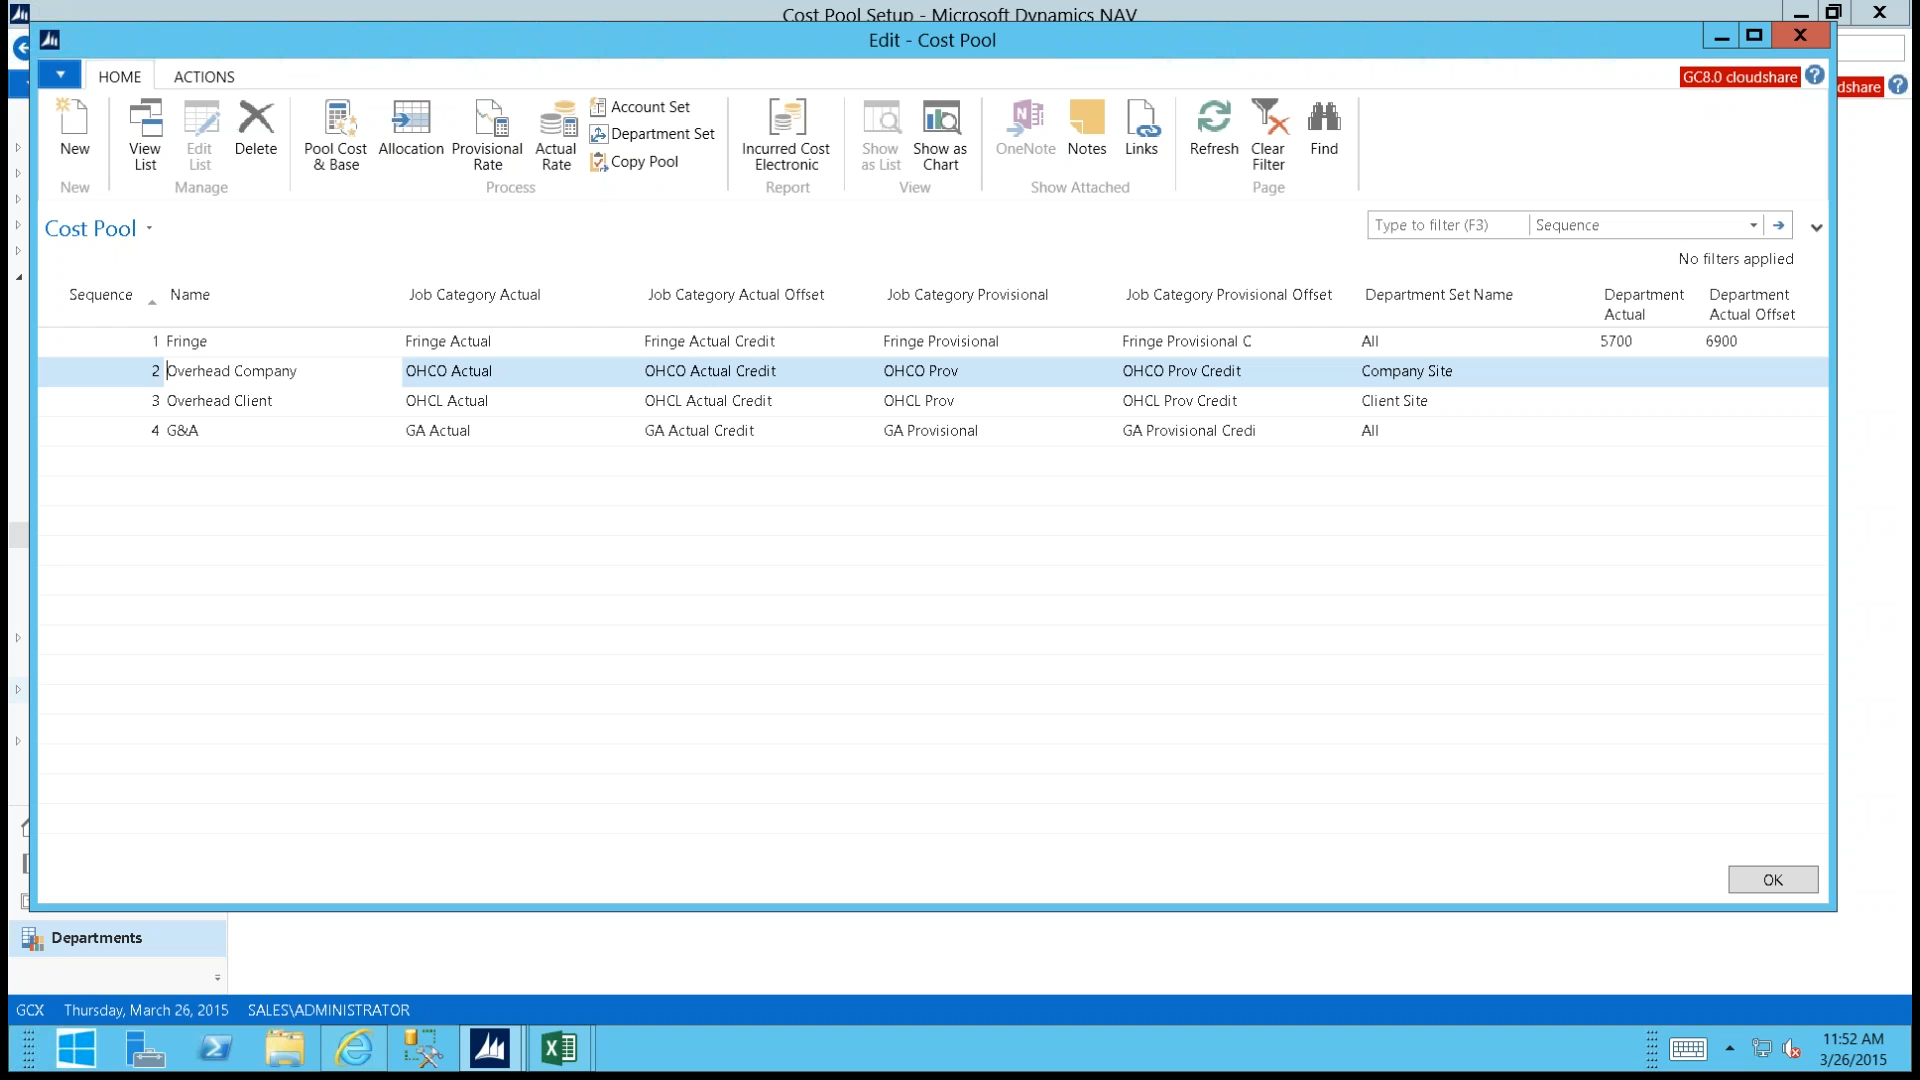 Cost Pool Setup - Microsoft Dynamics NAV
Edit - Cost Pool
HOME ACTIONS
GC8.0 cloudshare
dshare
New
View List
Edit List
Delete
Pool Cost & Base
Allocation
Provisional Rate
Actual Rate
Account Set
Department Set
Copy Pool
Incurred Cost Electronic
Show as List
Show as Chart
OneNote
Notes
Links
Refresh
Clear Filter
Find
New Manage Process Report View Show Attached Page
Cost Pool
Type to filter (F3) Sequence
No filters applied
Sequence Name Job Category Actual Job Category Actual Offset Job Category Provisional Job Category Provisional Offset Department Set Name Department Actual Department Actual Offset
1 Fringe Fringe Actual Fringe Actual Credit Fringe Provisional Fringe Provisional C All 5700 6900
2 Overhead Company OHCO Actual OHCO Actual Credit OHCO Prov OHCO Prov Credit Company Site
3 Overhead Client OHCL Actual OHCL Actual Credit OHCL Prov OHCL Prov Credit Client Site
4 G&A GA Actual GA Actual Credit GA Provisional GA Provisional Credi All
OK
Departments
GCX Thursday, March 26, 2015 SALES\ADMINISTRATOR
11:52 AM
3/26/2015